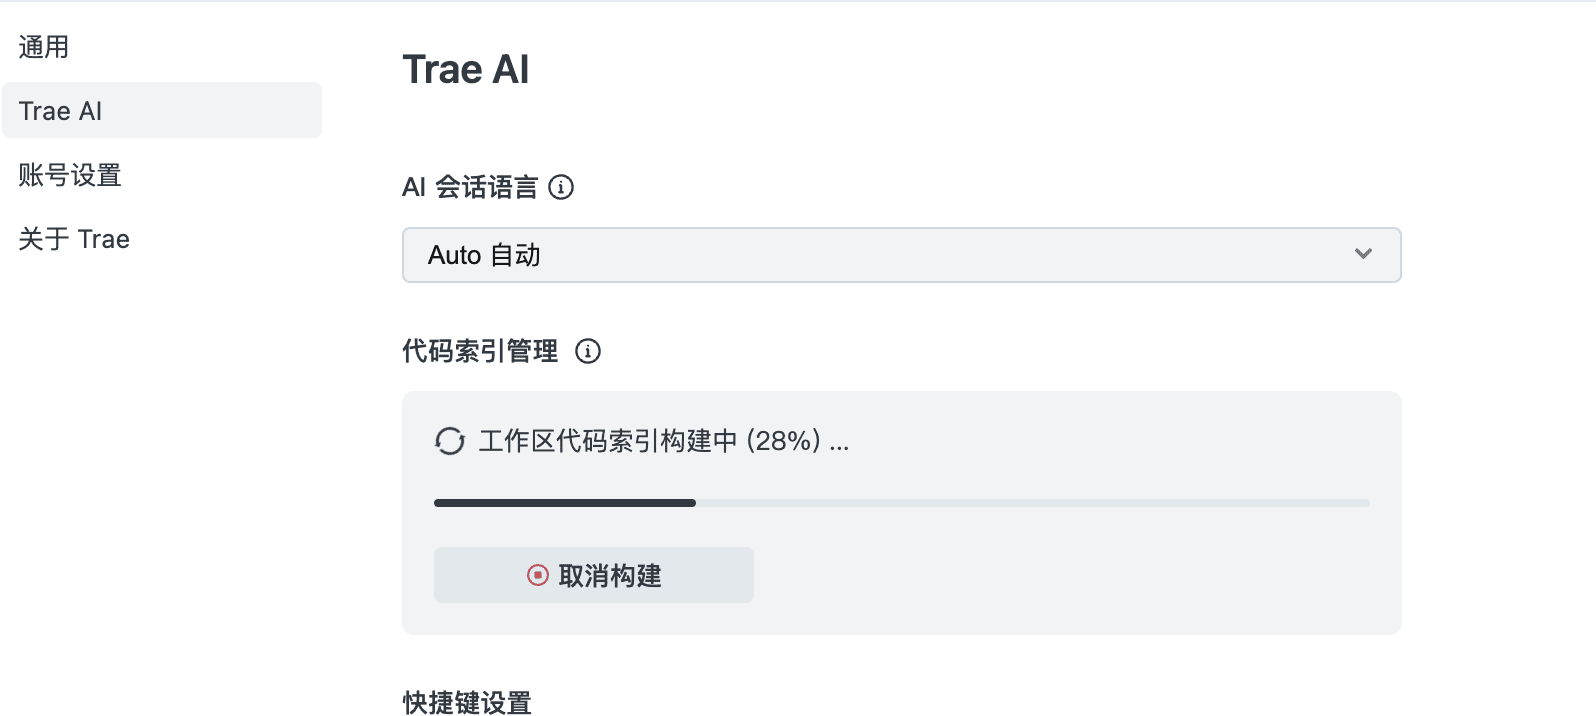 通用
Trae AI
账号设置
关于 Trae
Trae AI
AI 会话语言
Auto 自动
代码索引管理
工作区代码索引构建中 (28%) ...
取消构建
快捷键设置